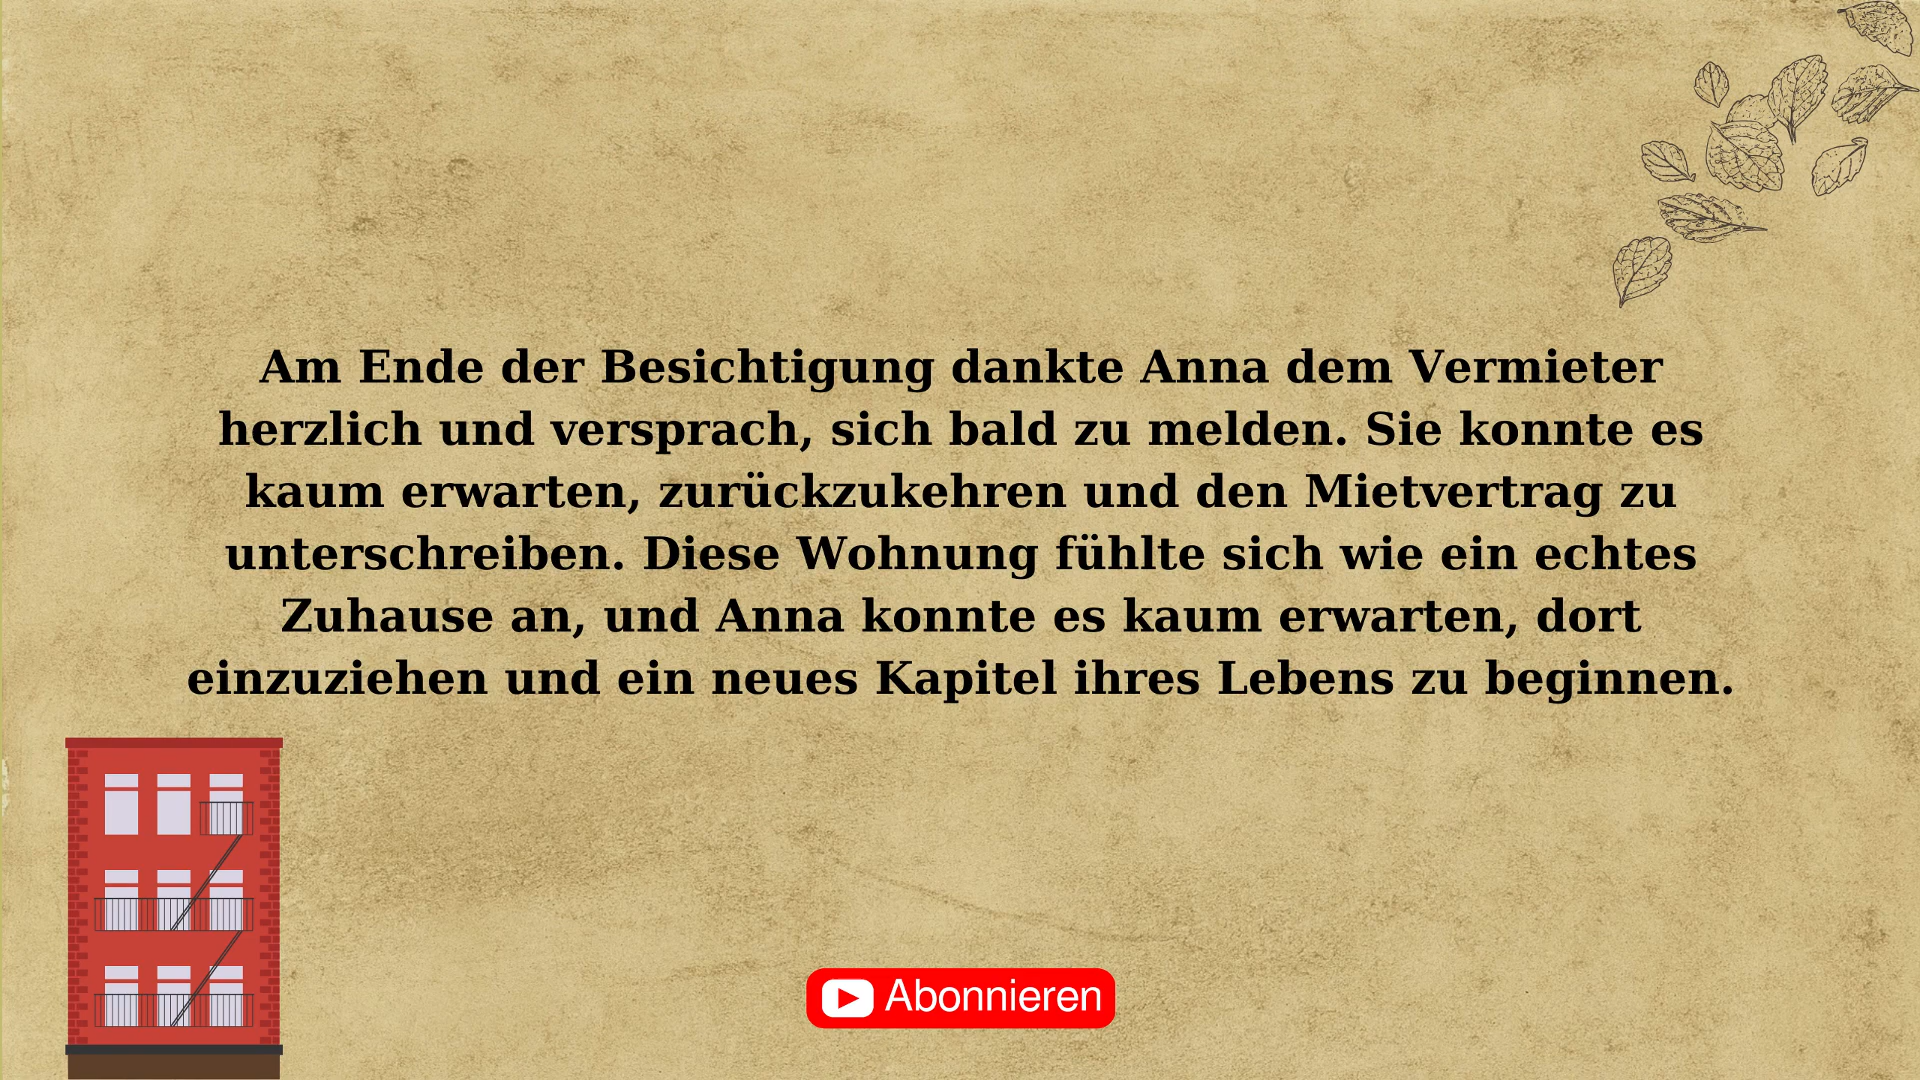 Am Ende der Besichtigung dankte Anna dem Vermieter
herzlich und versprach, sich bald zu melden. Sie konnte es
kaum erwarten, zurückzukehren und den Mietvertrag zu
unterschreiben. Diese Wohnung fühlte sich wie ein echtes
Zuhause an, und Anna konnte es kaum erwarten, dort
einzuziehen und ein neues Kapitel ihres Lebens zu beginnen.
Abonnieren